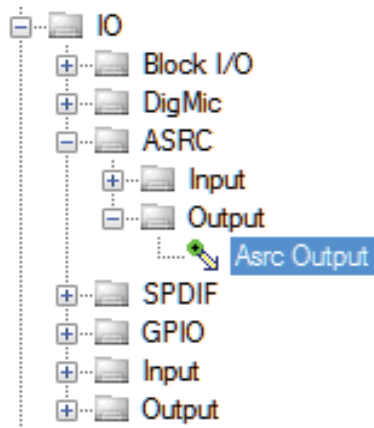 IO
Block I/O
DigMic
ASRC
Input
Output
Asrc Output
SPDIF
GPIO
Input
Output